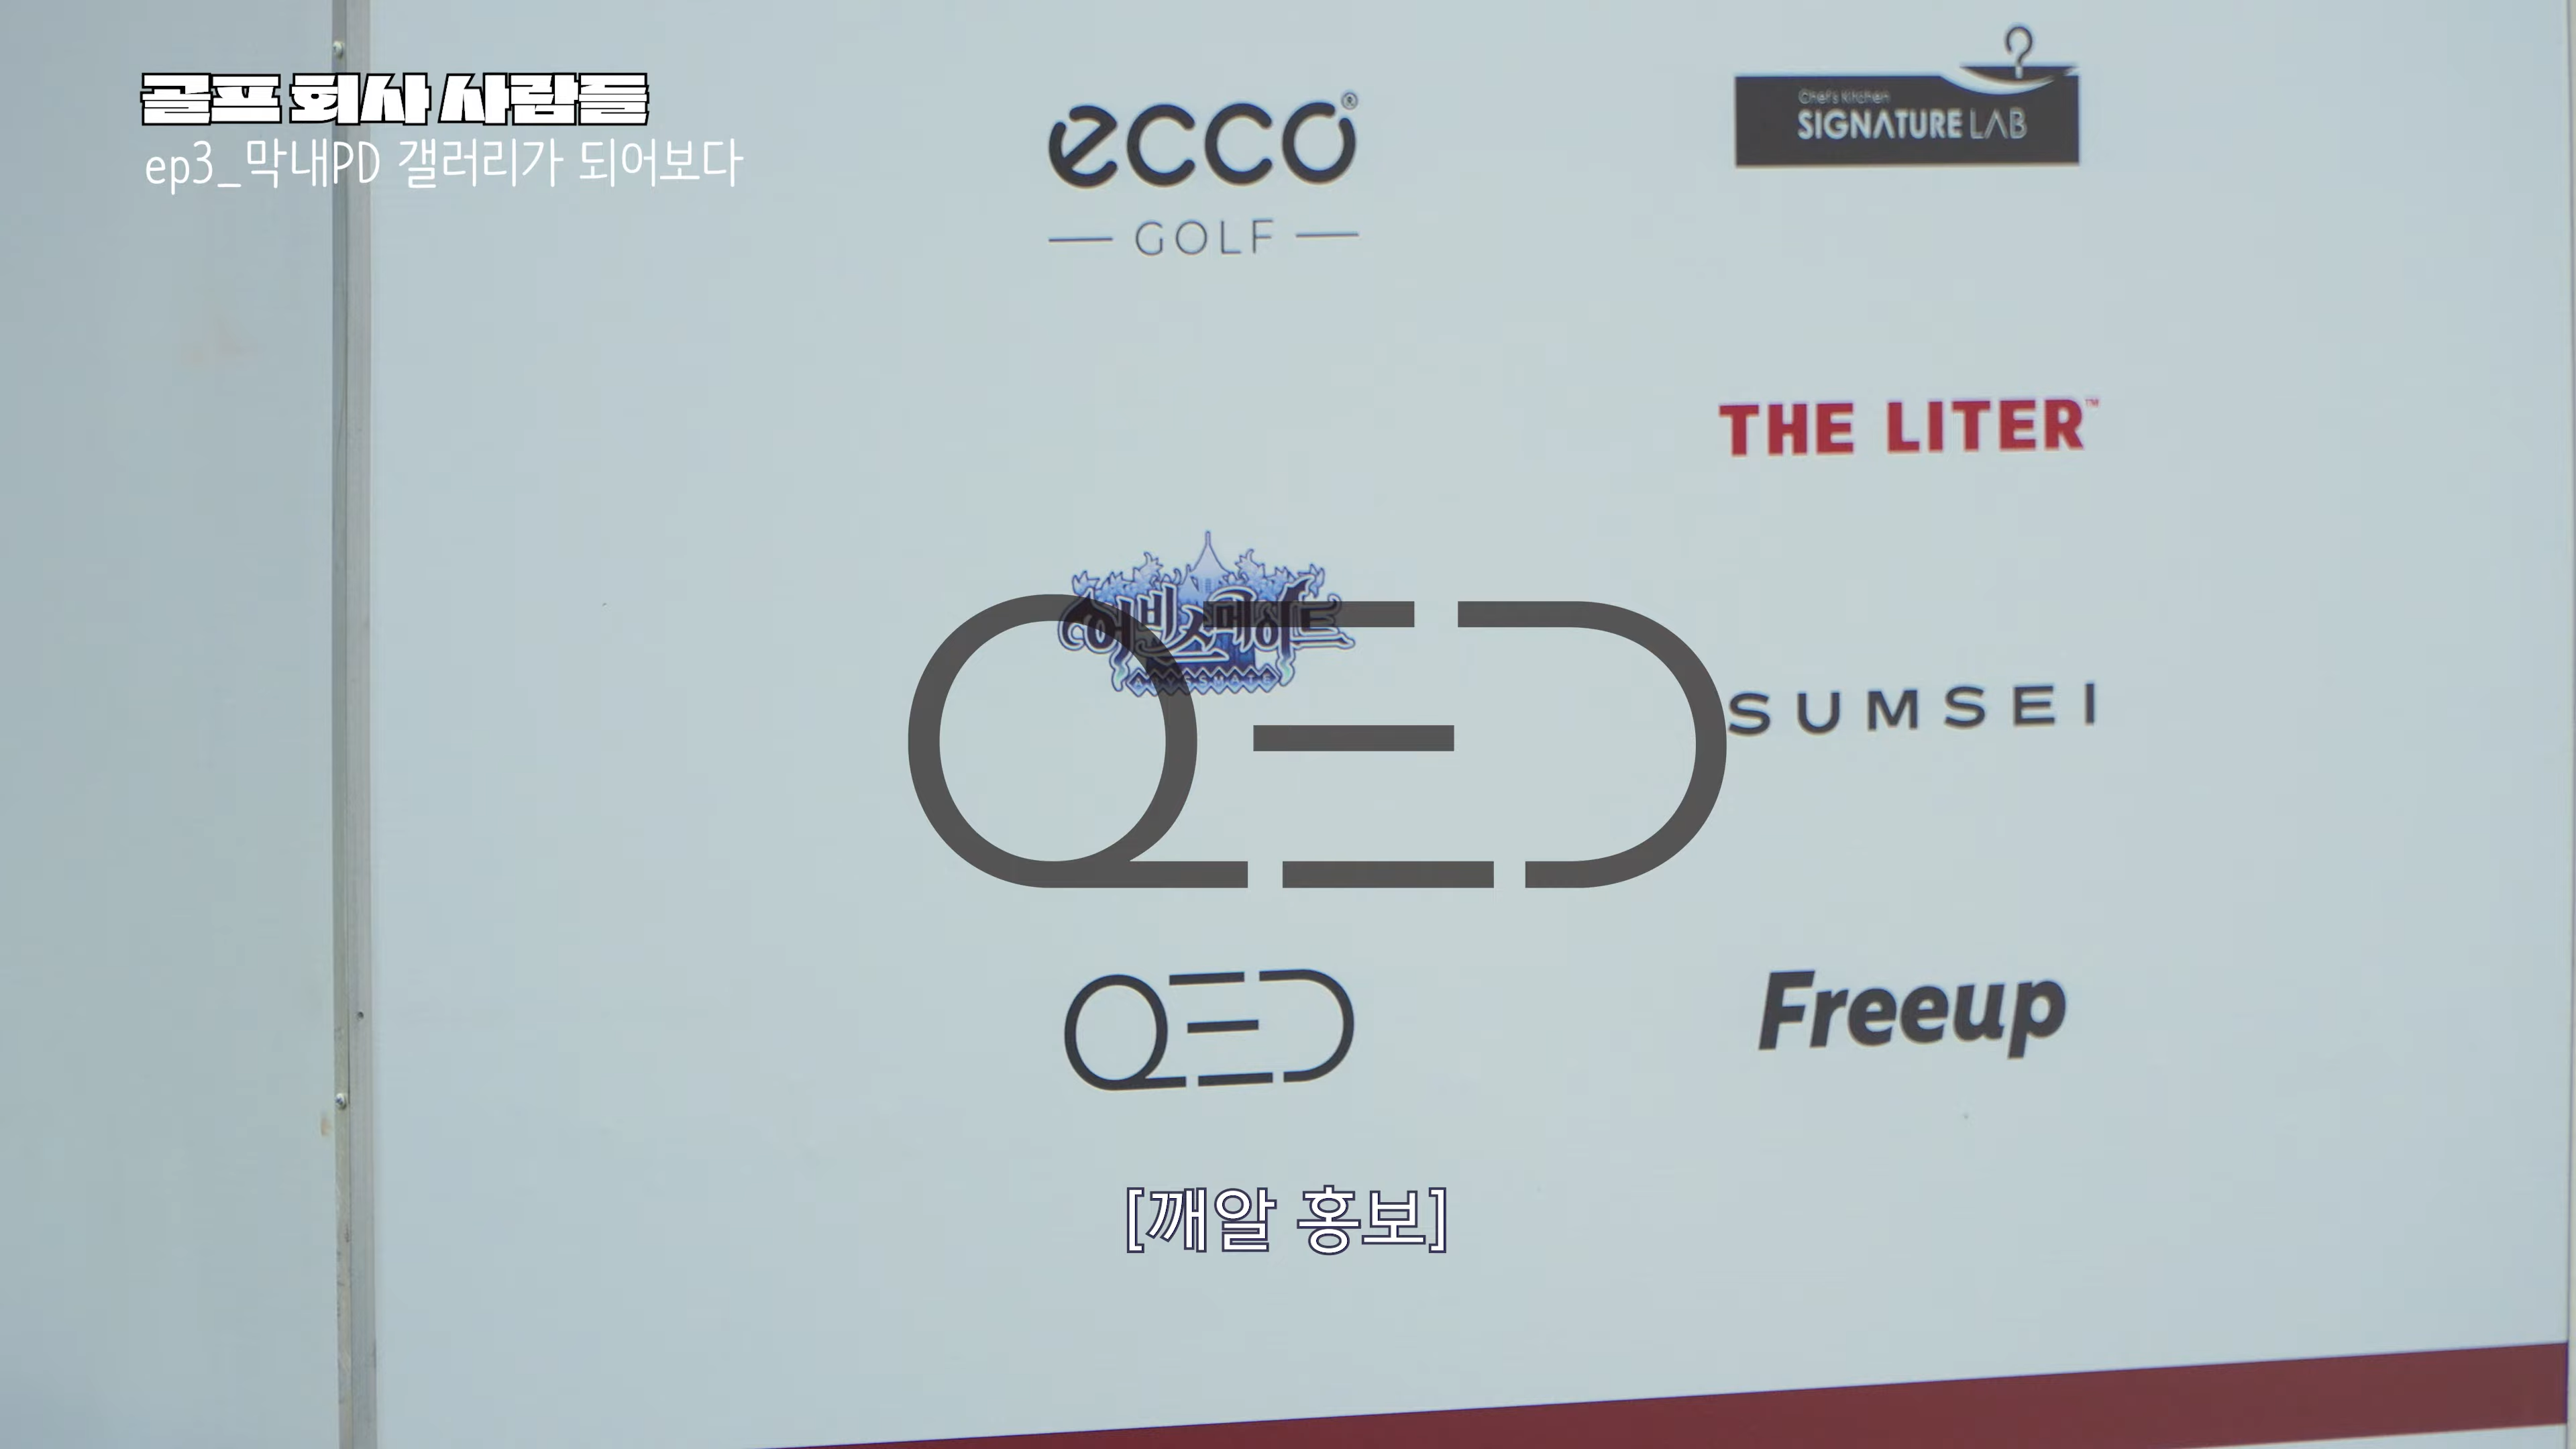 골프 회사 사람들
ep3_막내PD 갤러리가 되어보다
ecco®
GOLF
Chef's Kitchen
SIGNATURE LAB
THE LITER™
어비스메이트
ABYSSMATE
QED
SUMSEI
QED
Freeup
[깨알 홍보]